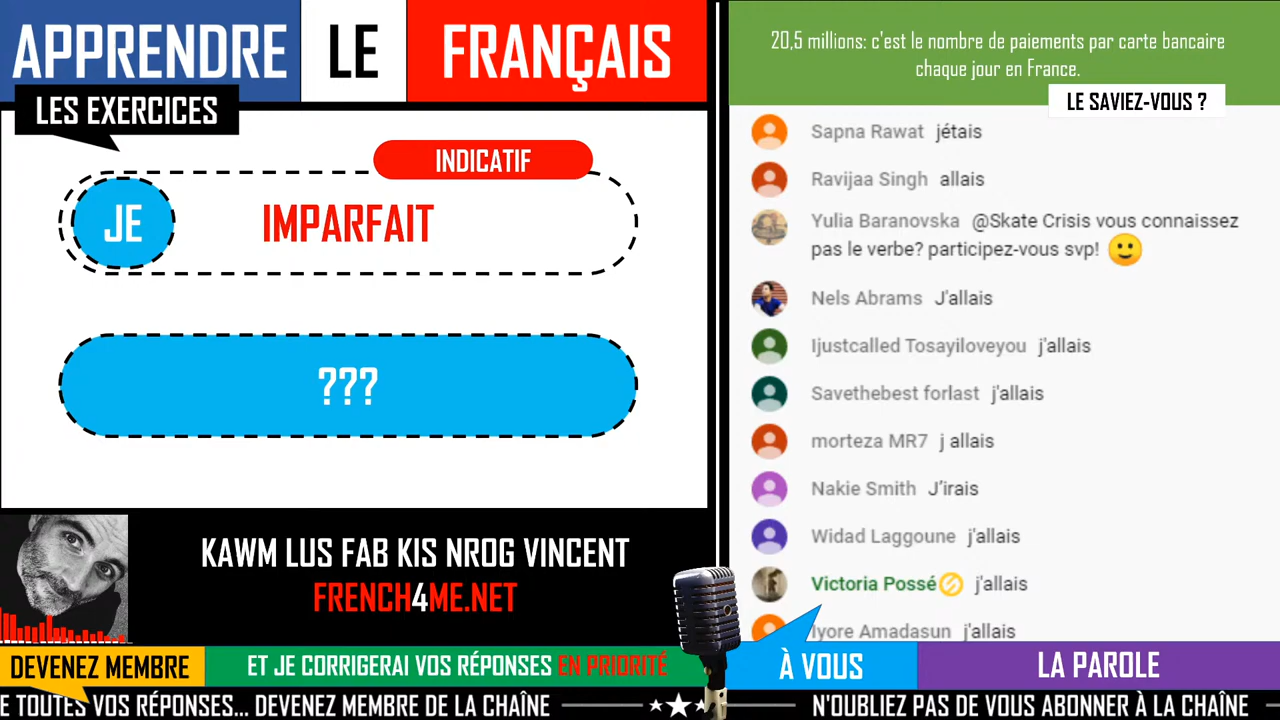 APPRENDRE LE FRANÇAIS
LES EXERCICES
INDICATIF
JE IMPARFAIT
???
KAWM LUS FAB KIS NROG VINCENT
FRENCH4ME.NET
DEVENEZ MEMBRE ET JE CORRIGERAI VOS RÉPONSES EN PRIORITÉ
E TOUTES VOS RÉPONSES... DEVENEZ MEMBRE DE LA CHAÎNE
20,5 millions: c'est le nombre de paiements par carte bancaire
chaque jour en France.
LE SAVIEZ-VOUS ?
Sapna Rawat jétais
Ravijaa Singh allais
Yulia Baranovska @Skate Crisis vous connaissez
pas le verbe? participez-vous svp!
Nels Abrams J'allais
Ijustcalled Tosayiloveyou j'allais
Savethebest forlast j'allais
morteza MR7 j allais
Nakie Smith J'irais
Widad Laggoune j'allais
Victoria Possé j'allais
Iyore Amadasun j'allais
À VOUS LA PAROLE
N'OUBLIEZ PAS DE VOUS ABONNER À LA CHAÎNE